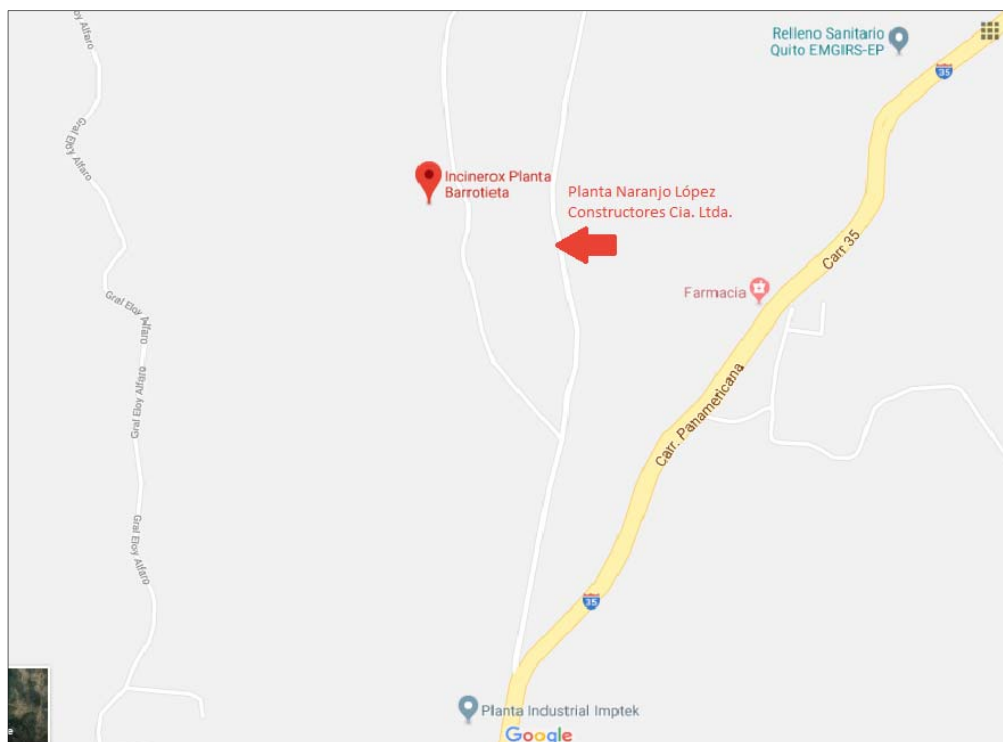 Eloy Alfaro
Relleno Sanitario
Quito EMGIRS-EP
35
Gral Eloy Alfaro
Incinerox Planta
Barrotieta
Planta Naranjo López
Constructores Cia. Ltda.
Carr 35
Farmacia
Gral Eloy Alfaro
Gral Eloy Alfaro
Carr. Panamericana
Gral Eloy Alfaro
35
Planta Industrial Imptek
Google